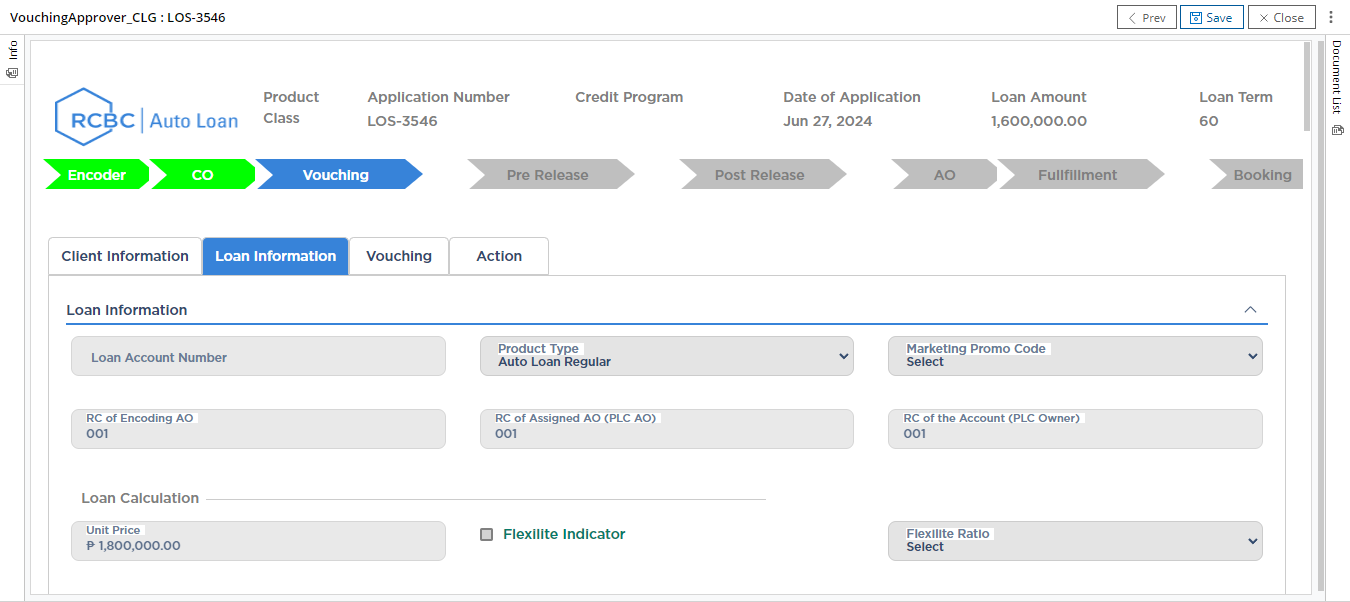 VouchingApprover_CLG : LOS-3546
Prev Save Close
Info
Document List
RCBC Auto Loan
Product Class
Application Number
LOS-3546
Credit Program
Date of Application
Jun 27, 2024
Loan Amount
1,600,000.00
Loan Term
60
Encoder CO Vouching Pre Release Post Release AO Fullfillment Booking
Client Information Loan Information Vouching Action
Loan Information
Loan Account Number
Product Type
Auto Loan Regular
Marketing Promo Code
Select
RC of Encoding AO
001
RC of Assigned AO (PLC AO)
001
RC of the Account (PLC Owner)
001
Loan Calculation
Unit Price
₱ 1,800,000.00
Flexilite Indicator
Flexilite Ratio
Select